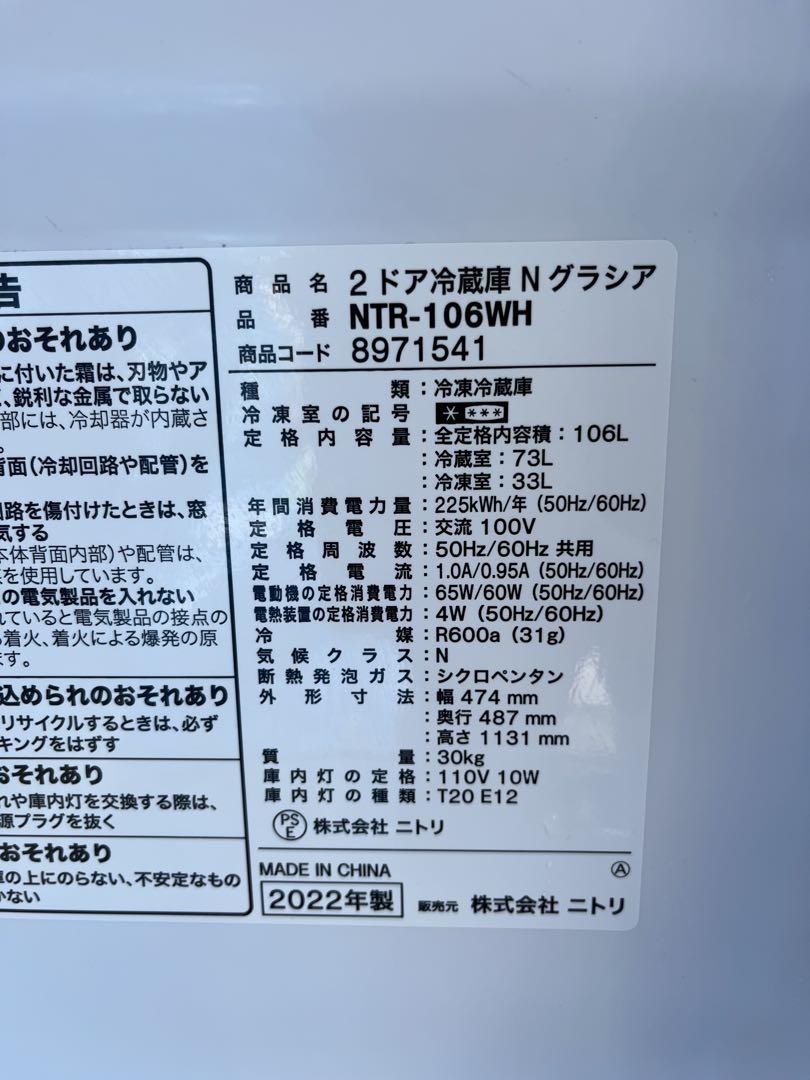 告
のおそれあり
に付いた霜は、刃物やア
、鋭利な金属で取らない
部には、冷却器が内蔵さ
背面(冷却回路や配管)を
回路を傷付けたときは、窓
気する
本体背面内部)や配管は、
を使用しています。
の電気製品を入れない
れていると電気製品の接点の
着火、着火による爆発の原
ます。
込められのおそれあり
リサイクルするときは、必ず
キングをはずす
おそれあり
れや庫内灯を交換する際は、
源プラグを抜く
おそれあり
の上にのらない、不安定なもの
かない
商品名 2ドア冷蔵庫 Nグラシア
品番 NTR-106WH
商品コード 8971541
種類:冷凍冷蔵庫
冷凍室の記号 * ***
定格内容量:全定格内容積:106L
:冷蔵室:73L
:冷凍室:33L
年間消費電力量:225kWh/年(50Hz/60Hz)
定格電圧:交流 100V
定格周波数:50Hz/60Hz 共用
定格電流:1.0A/0.95A(50Hz/60Hz)
電動機の定格消費電力:65W/60W(50Hz/60Hz)
電熱装置の定格消費電力:4W(50Hz/60Hz)
冷媒:R600a(31g)
気候クラス:N
断熱発泡ガス:シクロペンタン
外形寸法:幅 474 mm
:奥行 487 mm
:高さ 1131 mm
質量:30kg
庫内灯の定格:110V 10W
庫内灯の種類:T20 E12
PSE 株式会社 ニトリ
MADE IN CHINA Ⓐ
2022年製 販売元 株式会社 ニトリ